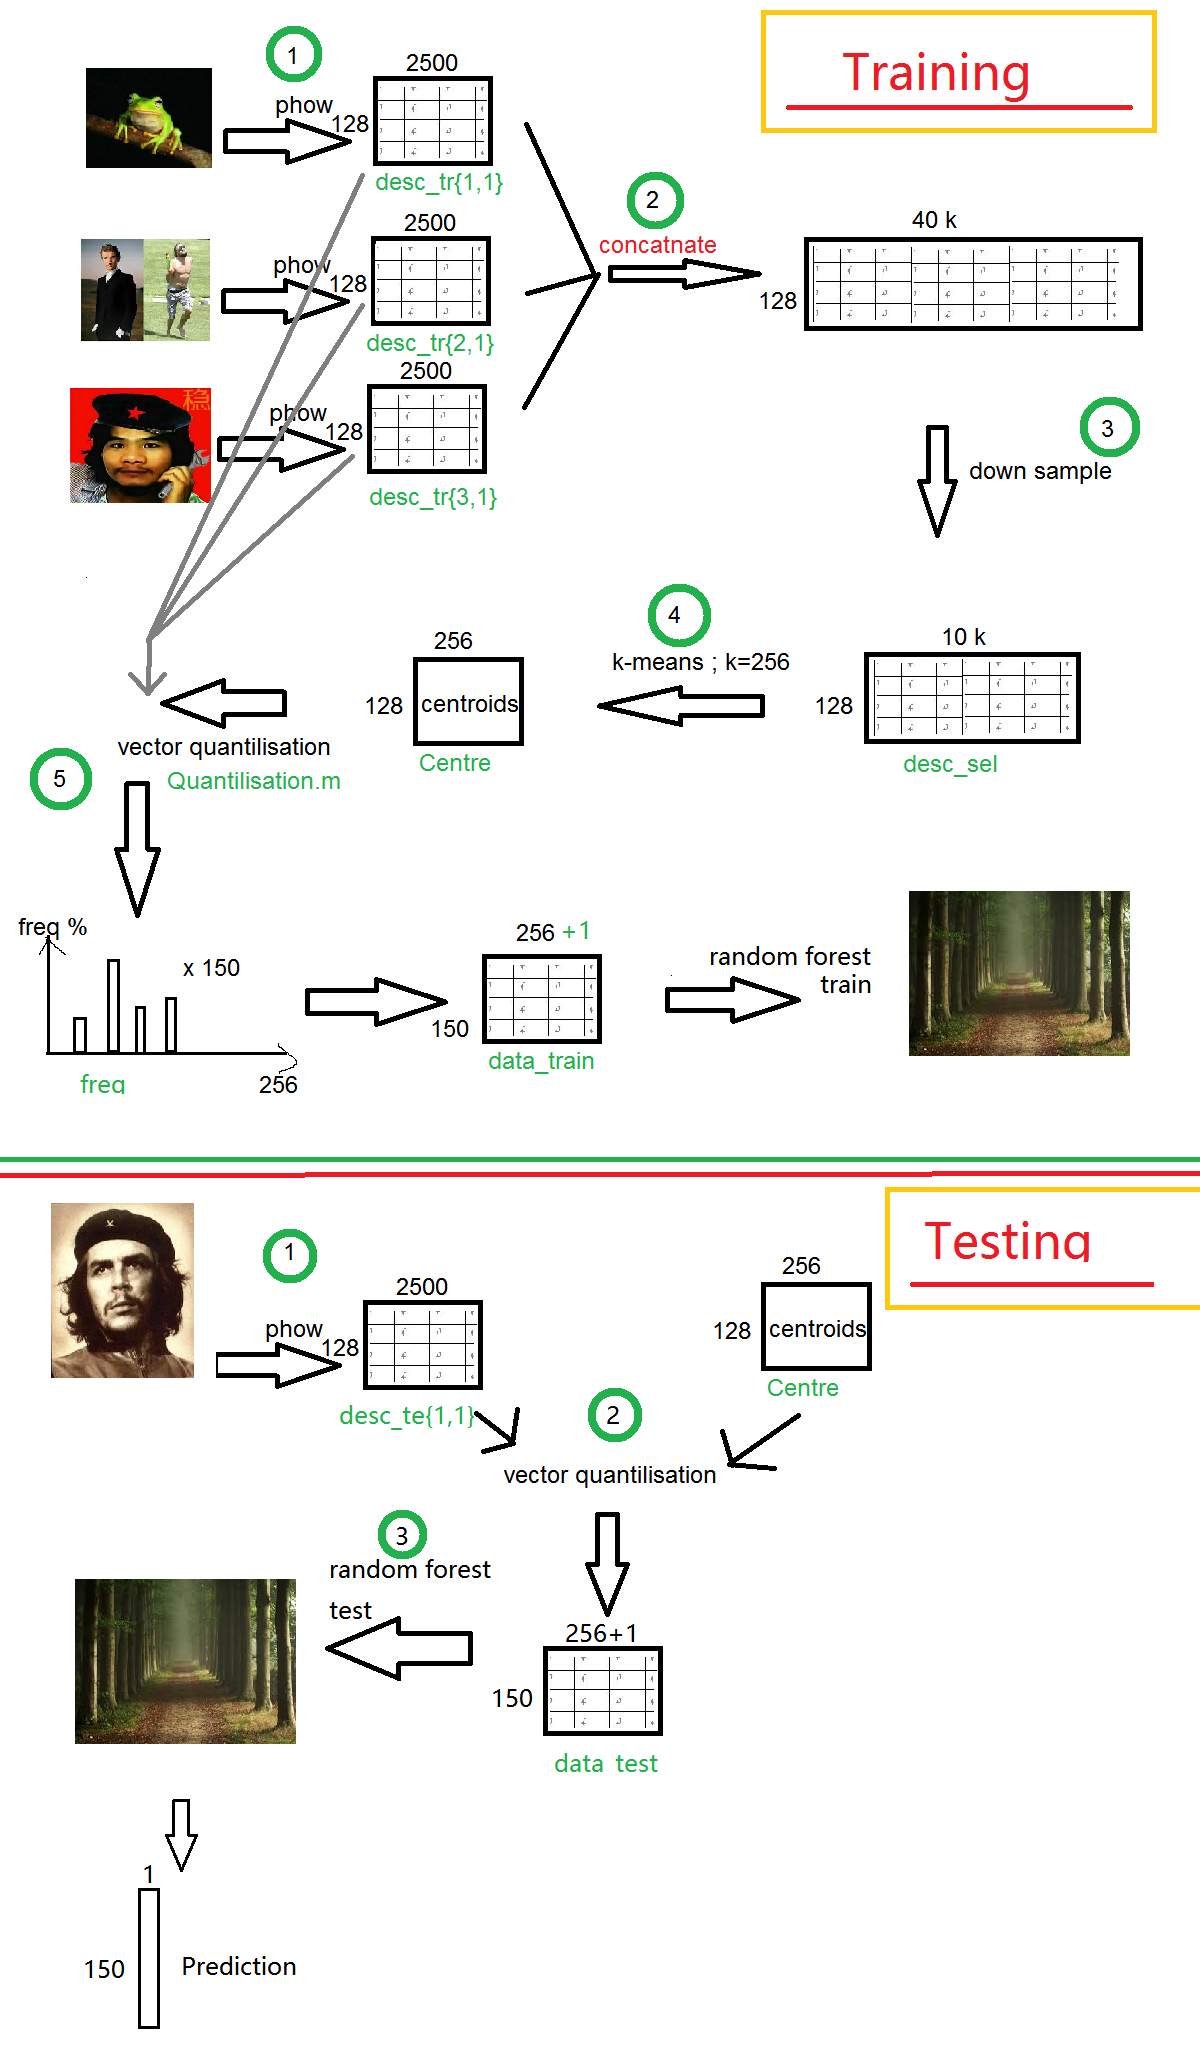 Training
1
phow
2500
128
desc_tr{1,1}
phow
2500
128
desc_tr{2,1}
稳
phow
2500
128
desc_tr{3,1}
2
concatnate
40 k
128
3
down sample
10 k
128
desc_sel
4
k-means ; k=256
256
128
centroids
Centre
vector quantilisation
Quantilisation.m
5
freq %
x 150
freq
256
256 +1
150
data_train
random forest
train
Testing
1
phow
2500
128
desc_te{1,1}
256
128
centroids
Centre
2
vector quantilisation
256+1
150
data test
3
random forest
test
1
150
Prediction